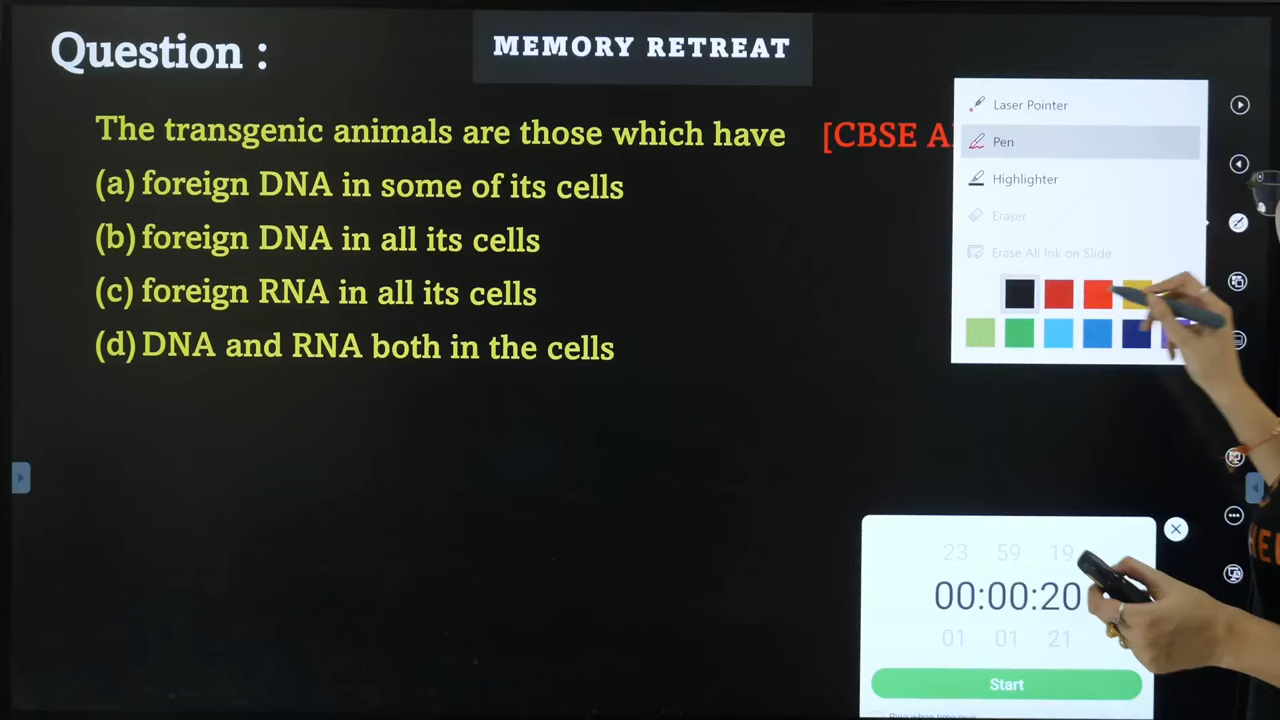 Question :
MEMORY RETREAT
The transgenic animals are those which have [CBSE
(a) foreign DNA in some of its cells
(b) foreign DNA in all its cells
(c) foreign RNA in all its cells
(d) DNA and RNA both in the cells
Laser Pointer
Pen
Highlighter
Eraser
Erase All Ink on Slide
23 59 19
00:00:20
01 01 21
Start